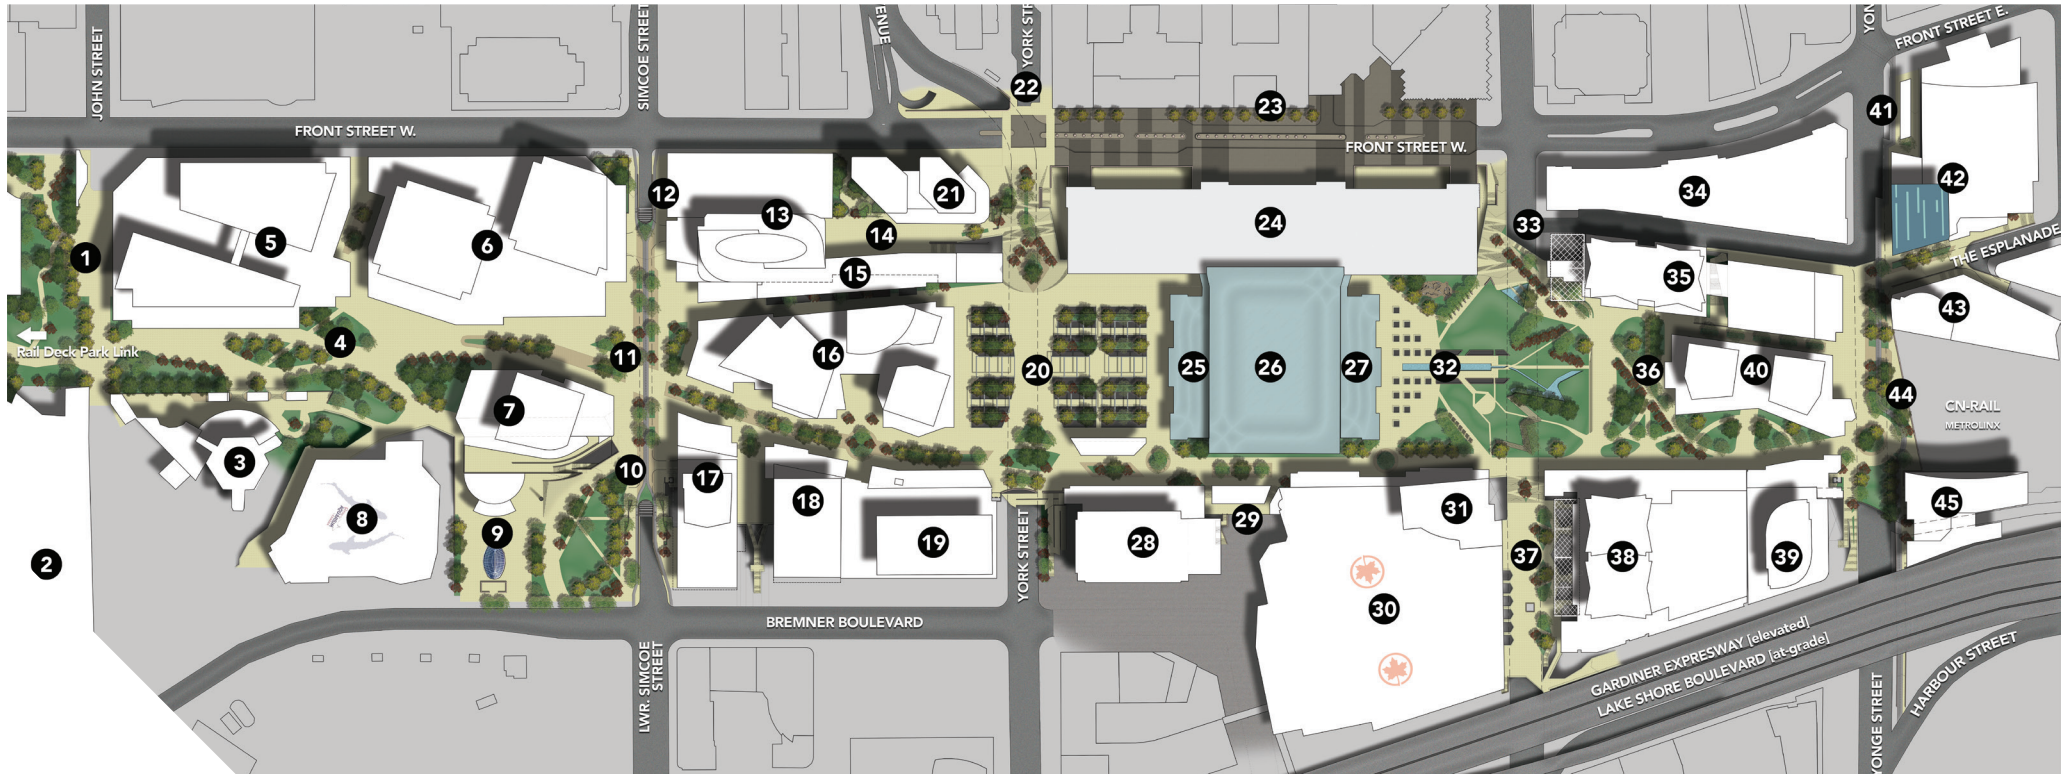 JOHN STREET
SIMCOE STREET
ENUE
YORK STR
YON
FRONT STREET E.
22
23
41
FRONT STREET W.
FRONT STREET W.
12
21
34
42
13
24
33
14
1
5
6
15
35
THE ESPLANADE
43
4
11
16
20
25
26
27
32
36
40
44
Rail Deck Park Link
7
CN-RAIL
METROLINX
3
10
17
18
8
9
19
28
29
31
45
2
YORK STREET
37
38
39
30
BREMNER BOULEVARD
LWR. SIMCOE
STREET
GARDINER EXPRESWAY [elevated]
LAKE SHORE BOULEVARD [at-grade]
YONGE STREET
HARBOUR STREET